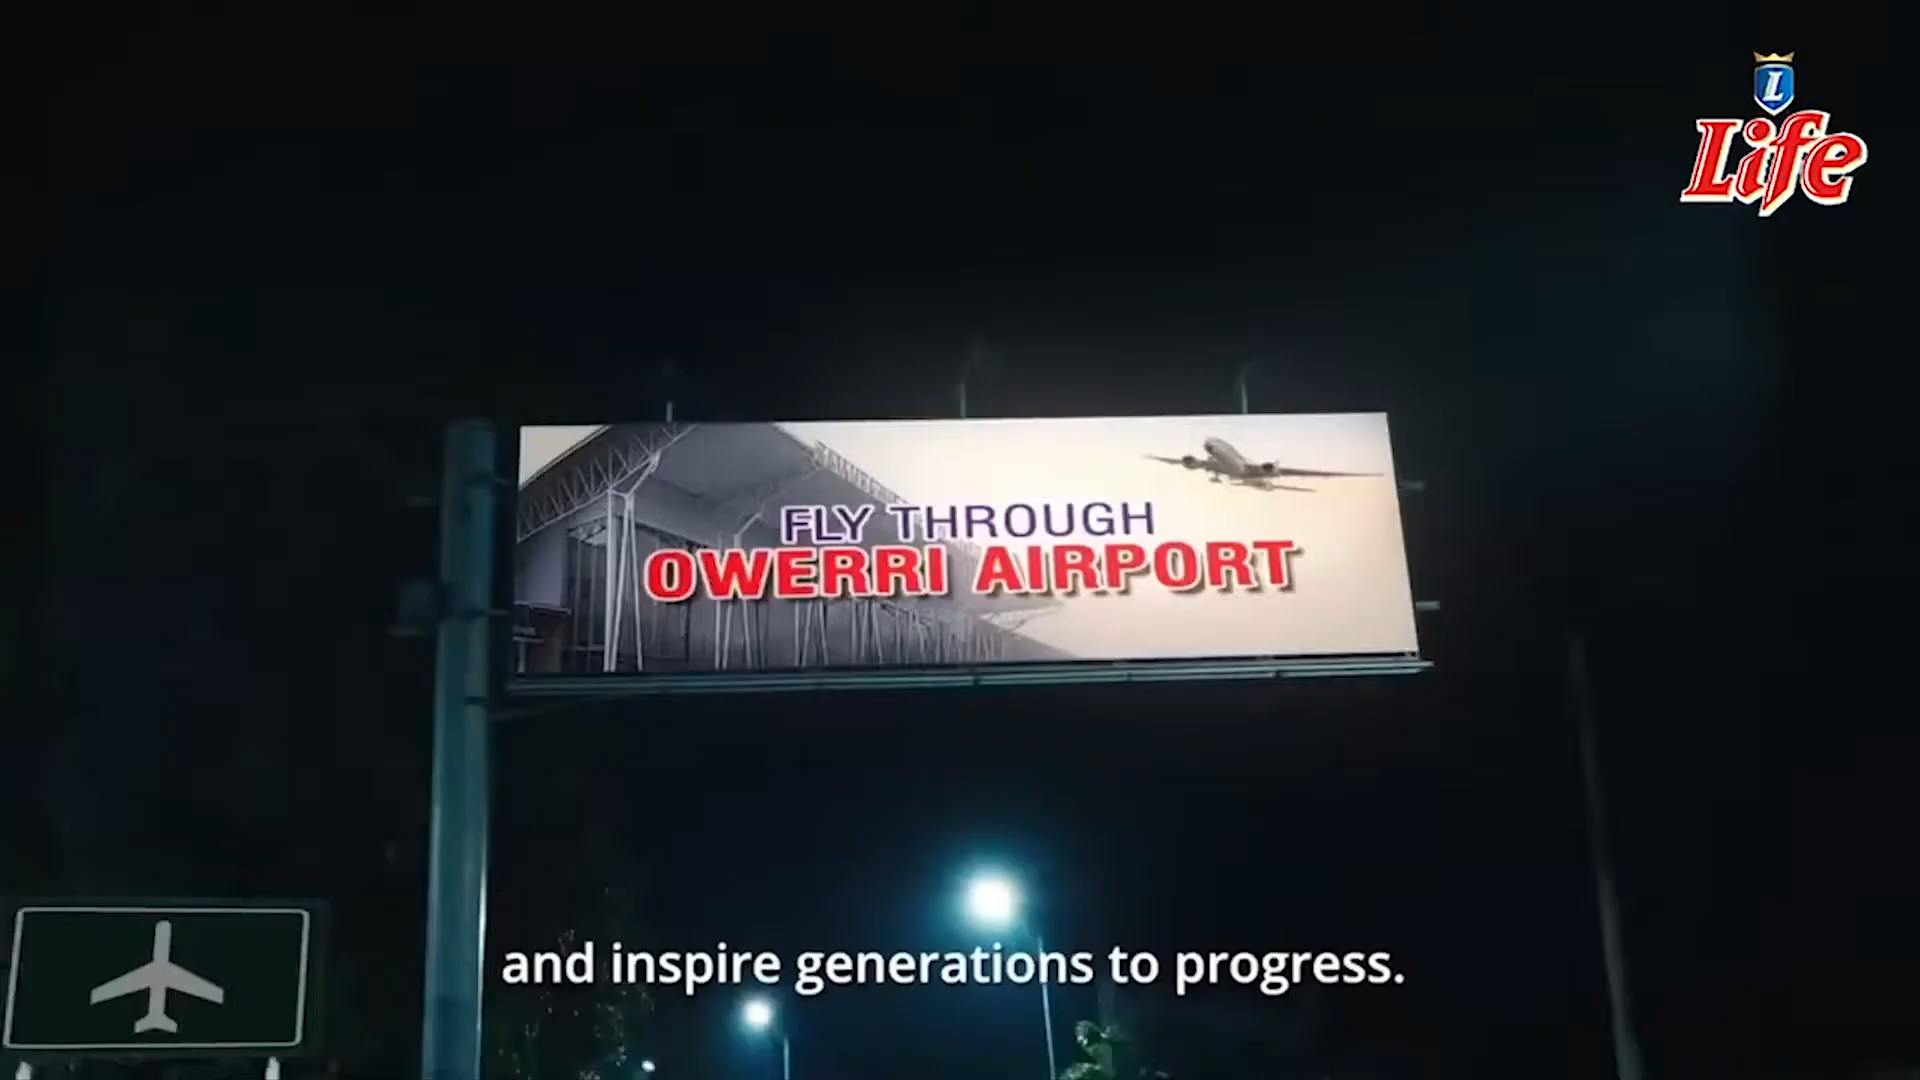 L
Life
FLY THROUGH
OWERRI AIRPORT
and inspire generations to progress.